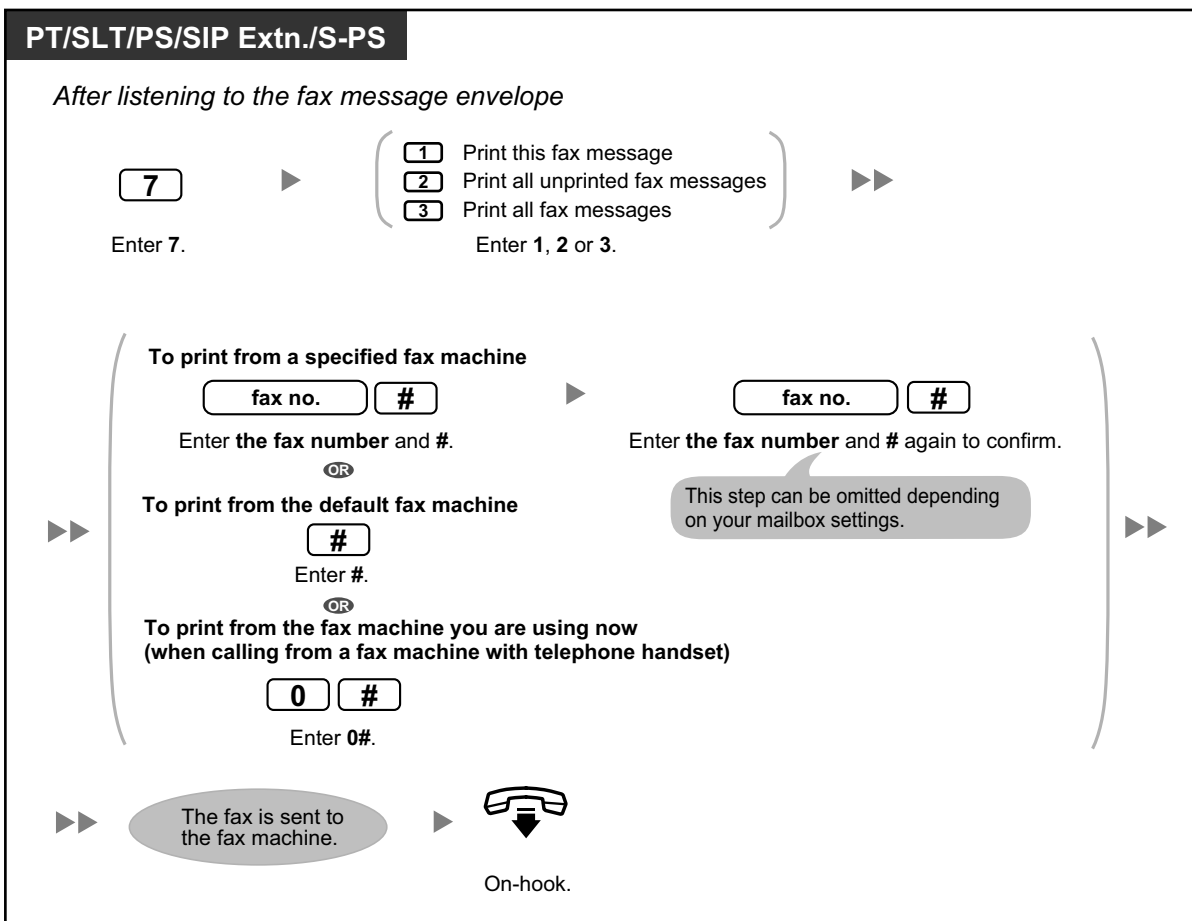 PT/SLT/PS/SIP Extn./S-PS
After listening to the fax message envelope
7
Enter 7.
1 Print this fax message
2 Print all unprinted fax messages
3 Print all fax messages
Enter 1, 2 or 3.
To print from a specified fax machine
fax no. #
Enter the fax number and #.
fax no. #
Enter the fax number and # again to confirm.
This step can be omitted depending
on your mailbox settings.
OR
To print from the default fax machine
#
Enter #.
OR
To print from the fax machine you are using now
(when calling from a fax machine with telephone handset)
0 #
Enter 0#.
The fax is sent to
the fax machine.
On-hook.